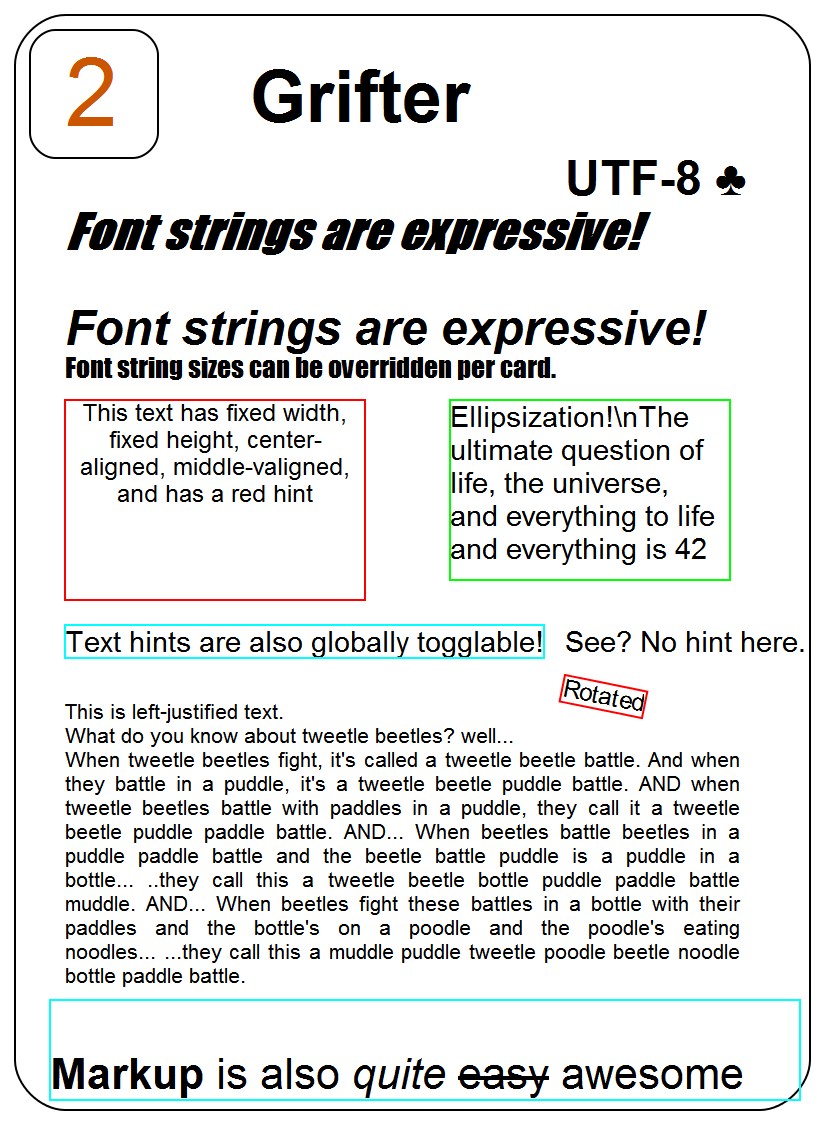 2
Grifter
UTF-8 ♣
Font strings are expressive!
Font strings are expressive!
Font string sizes can be overridden per card.
This text has fixed width,
fixed height, center-
aligned, middle-valigned,
and has a red hint
Ellipsization!\nThe
ultimate question of
life, the universe,
and everything to life
and everything is 42
Text hints are also globally togglable!
See? No hint here.
Rotated
This is left-justified text.
What do you know about tweetle beetles? well...
When tweetle beetles fight, it's called a tweetle beetle battle. And when
they battle in a puddle, it's a tweetle beetle puddle battle. AND when
tweetle beetles battle with paddles in a puddle, they call it a tweetle
beetle puddle paddle battle. AND... When beetles battle beetles in a
puddle paddle battle and the beetle battle puddle is a puddle in a
bottle... ..they call this a tweetle beetle bottle puddle paddle battle
muddle. AND... When beetles fight these battles in a bottle with their
paddles and the bottle's on a poodle and the poodle's eating
noodles... ...they call this a muddle puddle tweetle poodle beetle noodle
bottle paddle battle.
Markup is also quite easy awesome